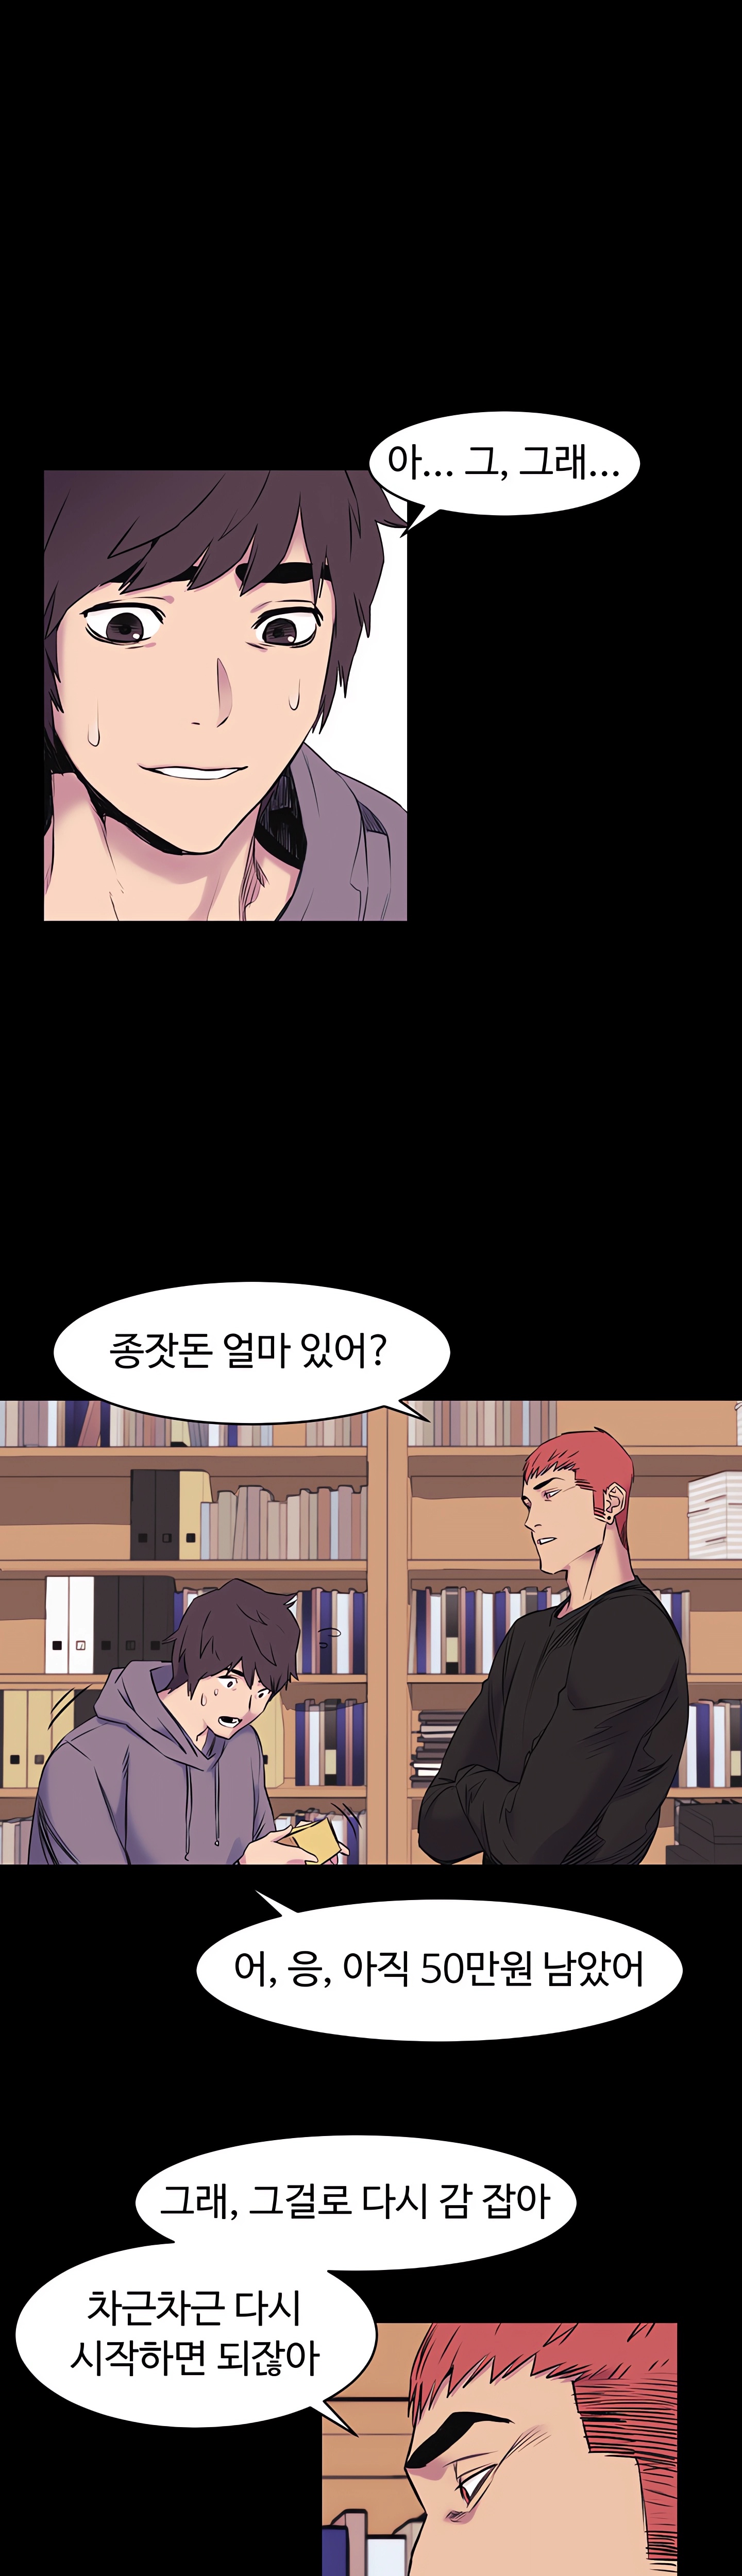 아... 그, 그래...
종잣돈 얼마 있어?
어, 응, 아직 50만원 남았어
그래, 그걸로 다시 감 잡아
차근차근 다시
시작하면 되잖아